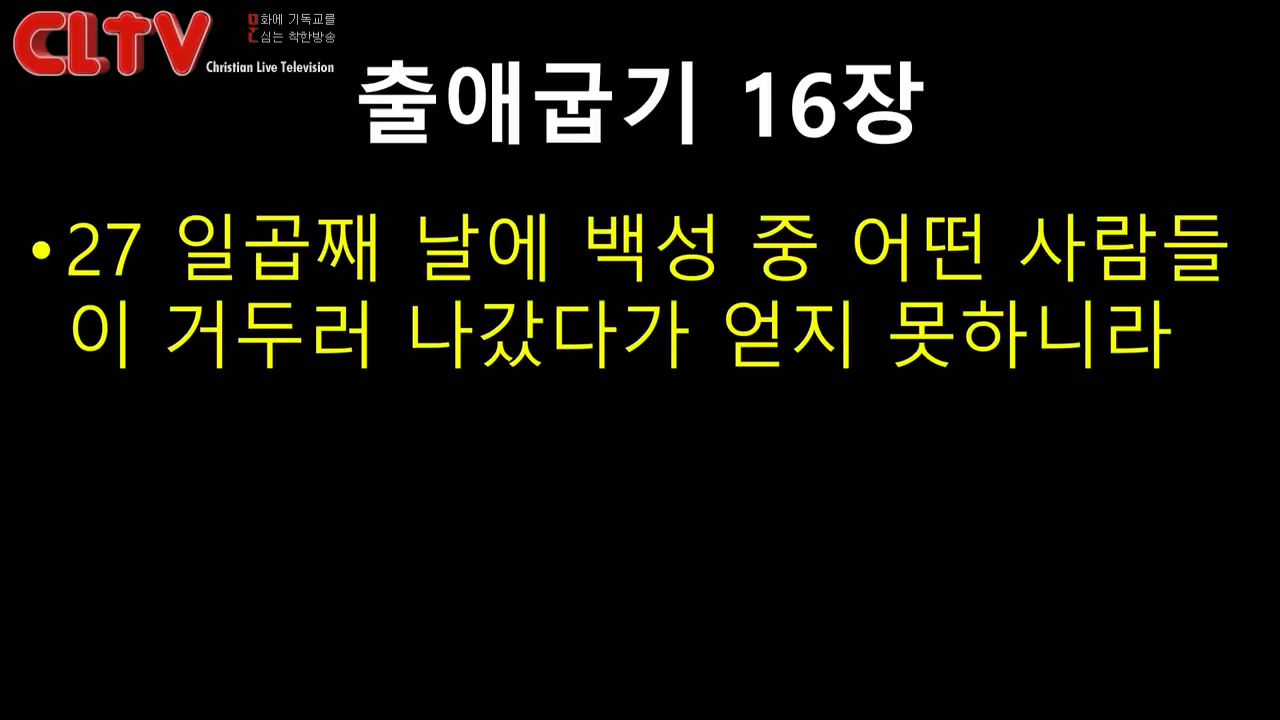 CLTV
문화에 기독교를
심는 착한방송
Christian Live Television
출애굽기 16장
• 27 일곱째 날에 백성 중 어떤 사람들
이 거두러 나갔다가 얻지 못하니라